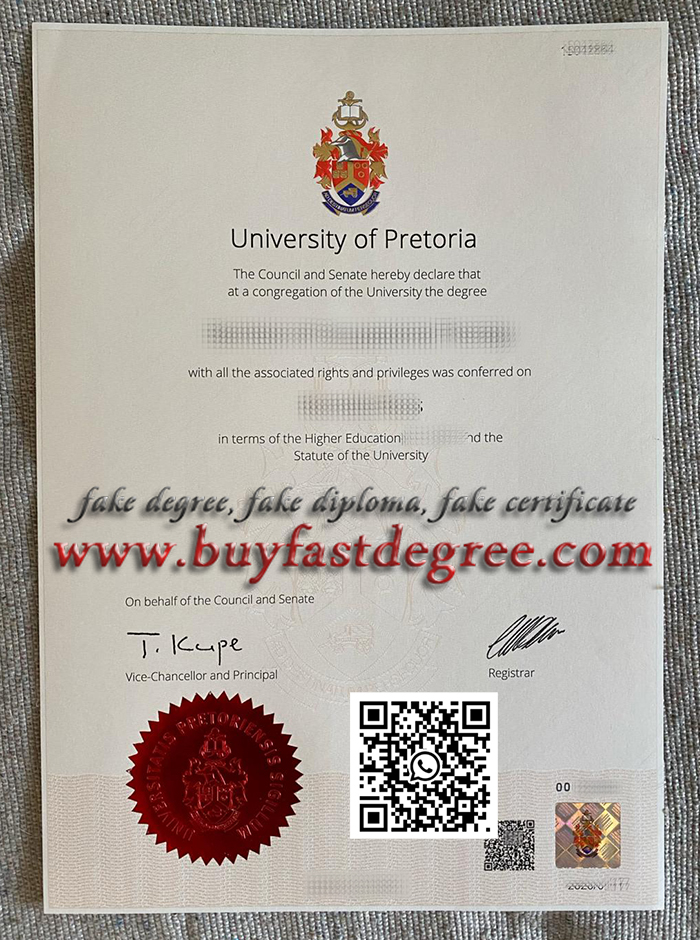 University of Pretoria
The Council and Senate hereby declare that
at a congregation of the University the degree
with all the associated rights and privileges was conferred on
in terms of the Higher Education nd the
Statute of the University
fake degree, fake diploma, fake certificate
www.buyfastdegree.com
On behalf of the Council and Senate
T. Kupe
Vice-Chancellor and Principal
Registrar
UNIVERSITATIS PRETORIENSIS SIGILLUM
00